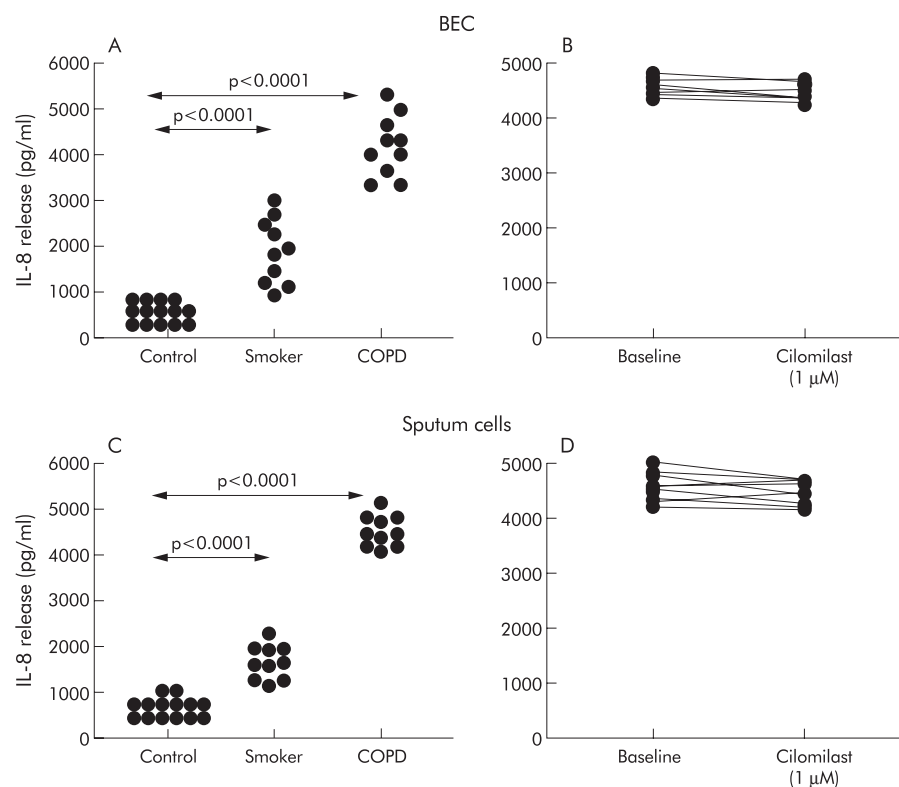 BEC
A
6000
5000
4000
3000
2000
1000
0
IL-8 release (pg/ml)
p<0.0001
p<0.0001
Control Smoker COPD
B
5000
4000
3000
2000
1000
0
Baseline Cilomilast
(1 μM)
Sputum cells
C
6000
5000
4000
3000
2000
1000
0
IL-8 release (pg/ml)
p<0.0001
p<0.0001
Control Smoker COPD
D
5000
4000
3000
2000
1000
0
Baseline Cilomilast
(1 μM)